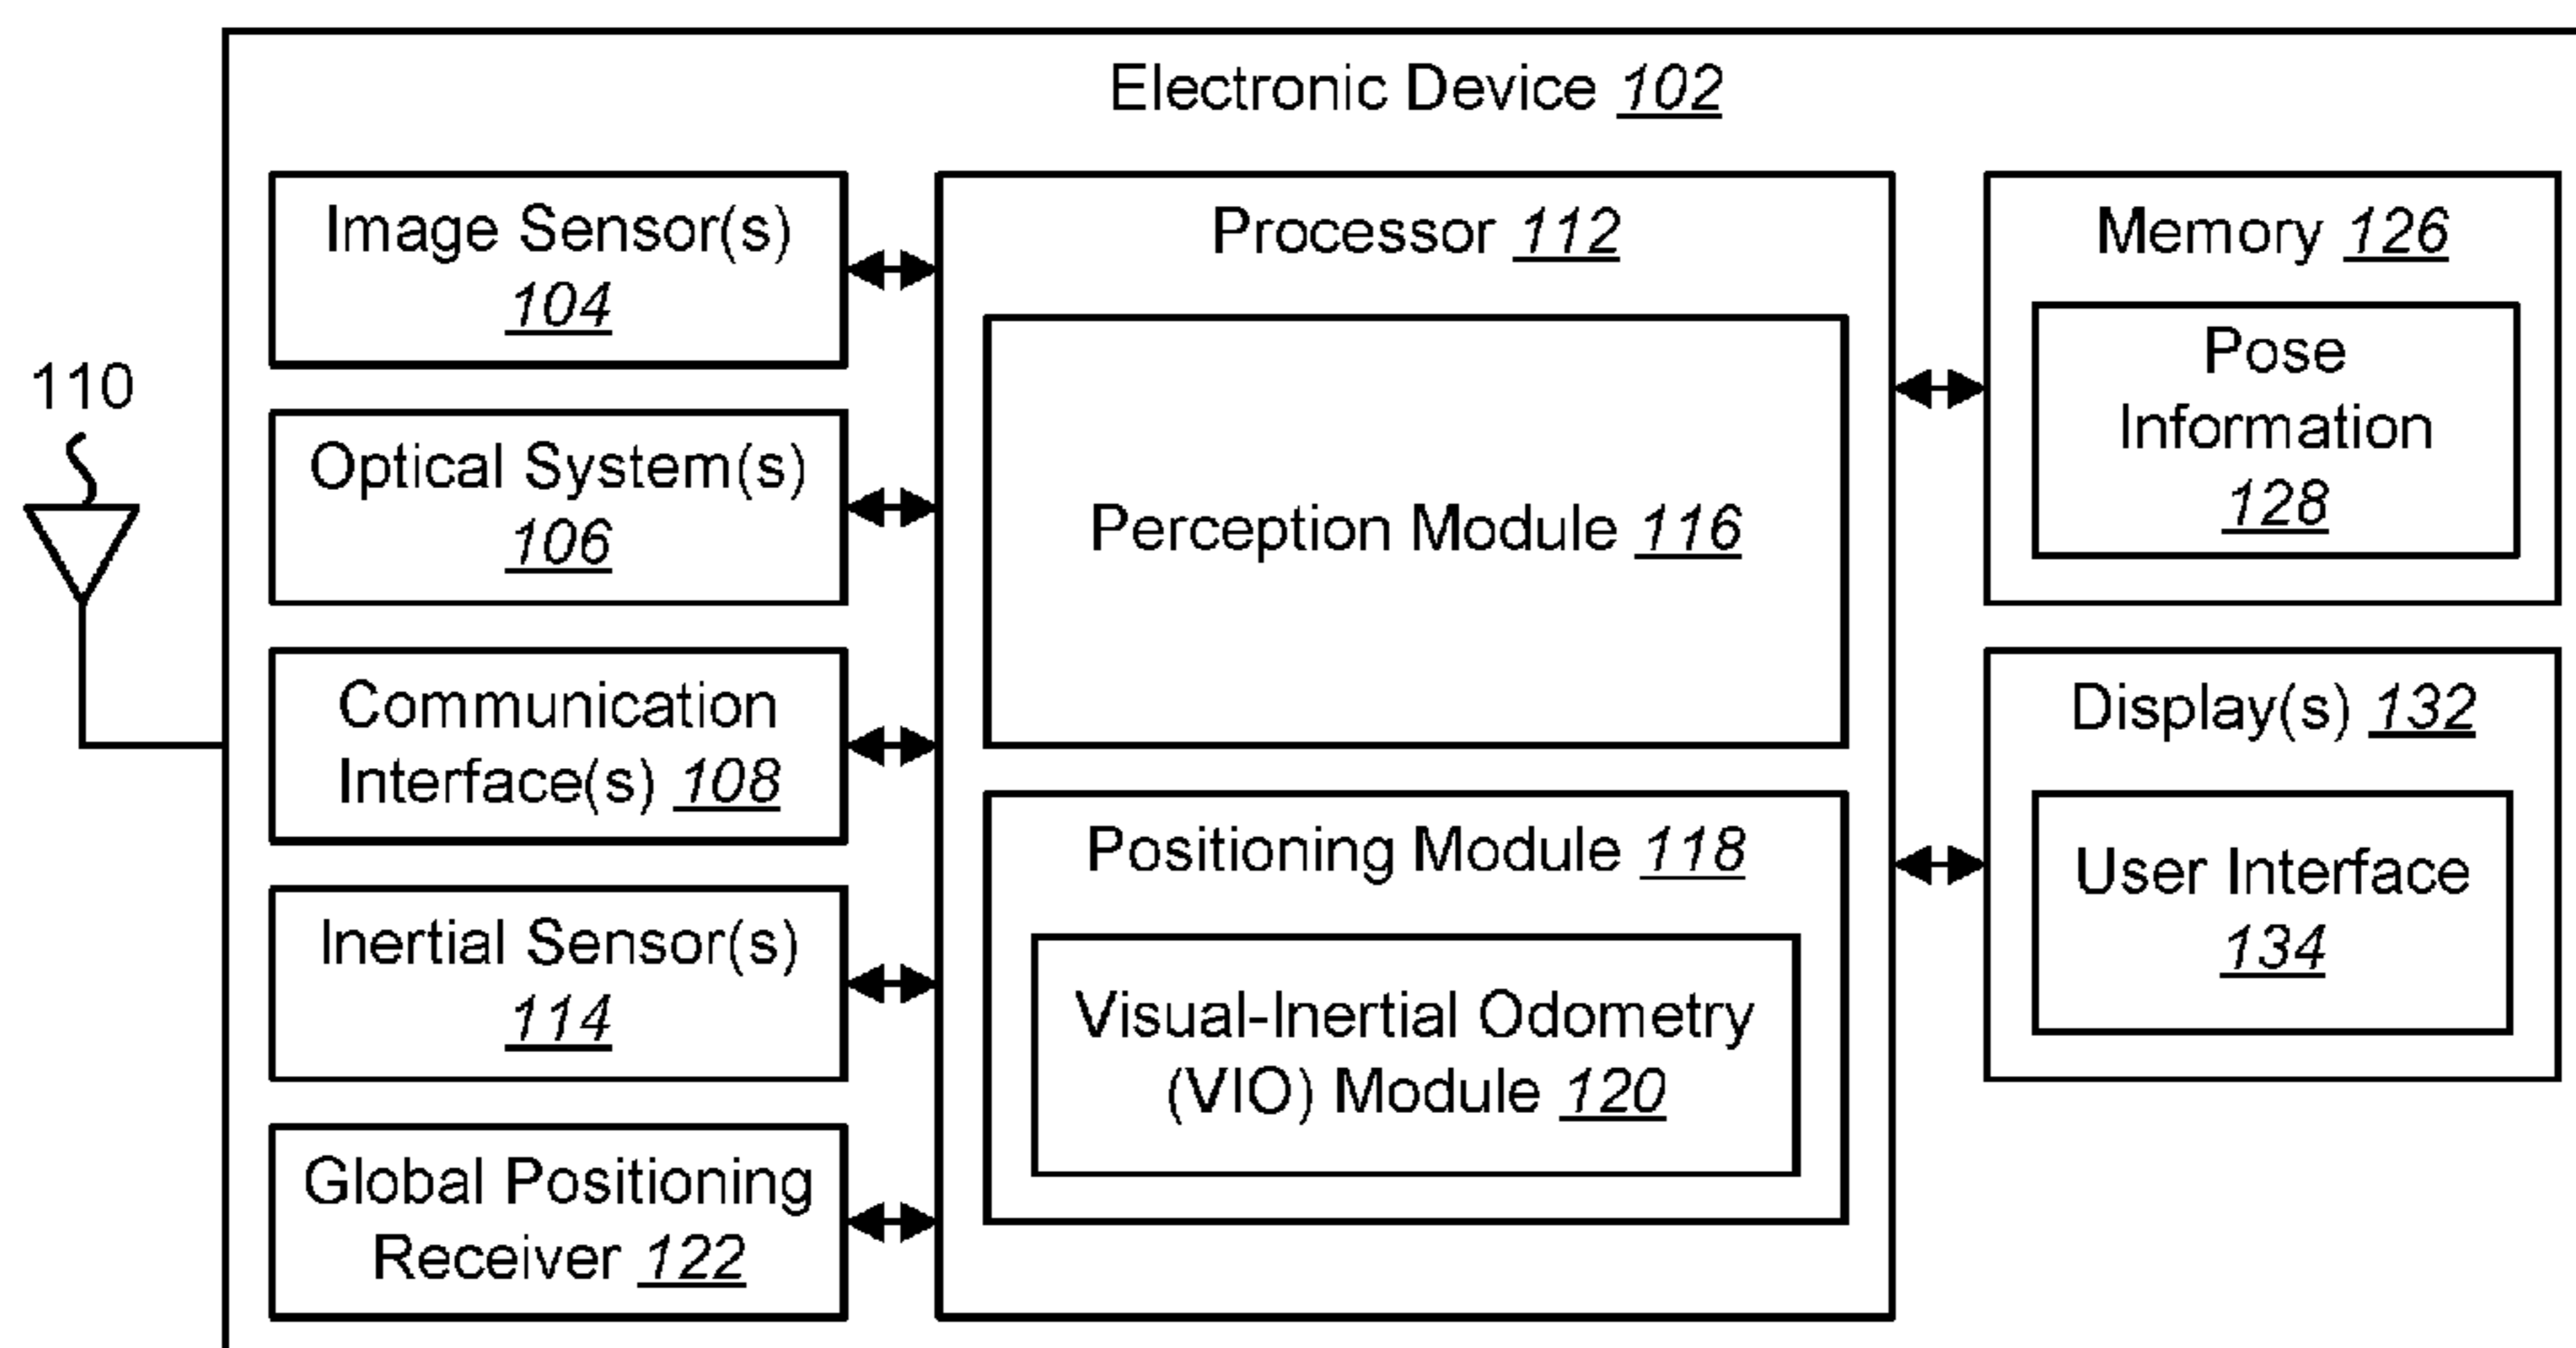 Electronic Device 102
Image Sensor(s)
104
110
Optical System(s)
106
Communication
Interface(s) 108
Inertial Sensor(s)
114
Global Positioning
Receiver 122
Processor 112
Perception Module 116
Positioning Module 118
Visual-Inertial Odometry
(VIO) Module 120
Memory 126
Pose
Information
128
Display(s) 132
User Interface
134